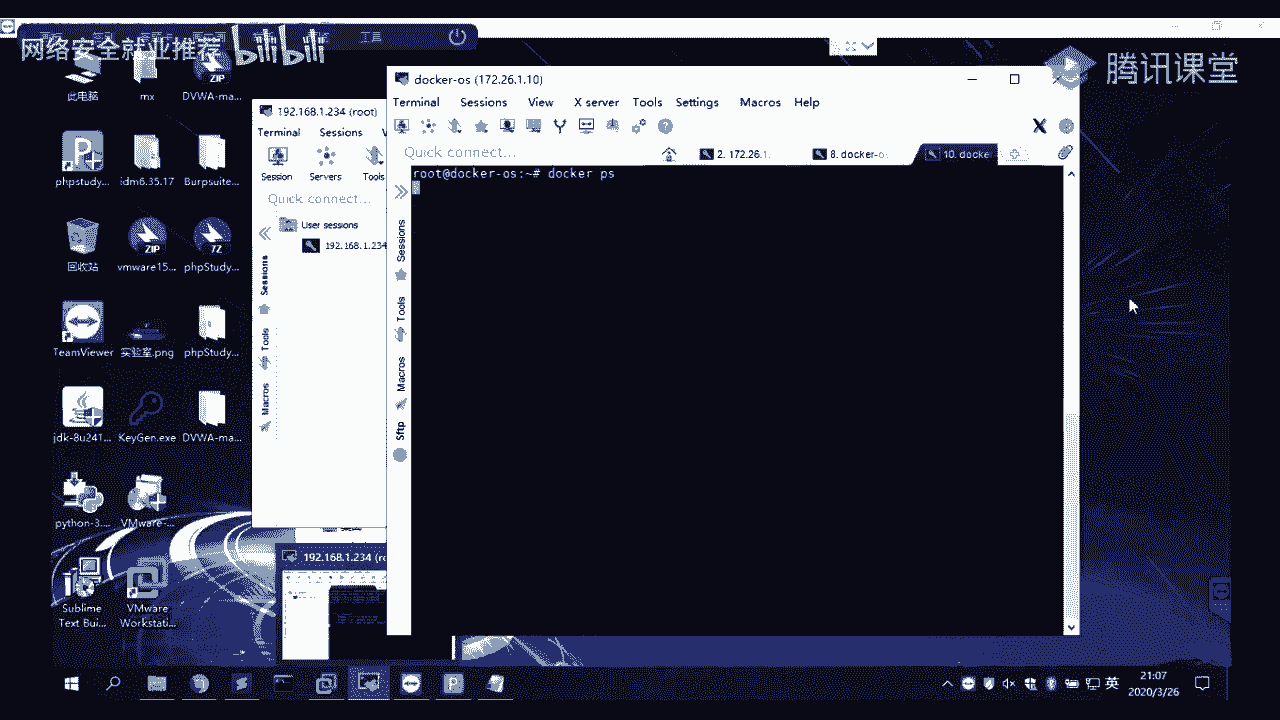 工具
网络安全就业推荐 bilibili
腾讯课堂
此电脑
mx
DVWA-ma...
phpstudy...
idm6.35.17
Burpsuite...
回收站
vmware15...
phpStudy...
TeamViewer
实验室.png
phpStudy...
jdk-8u241...
KeyGen.exe
DVWA-ma...
python-3....
VMware-...
Sublime Text Bui...
VMware Workstati...
192.168.1.234 (root)
Terminal Sessions
Session Servers Tools
Quick connect...
User sessions
192.168.1.234
Sessions
Tools
Macros
192.168.1.234 (ro
docker-os (172.26.1.10)
Terminal Sessions View X server Tools Settings Macros Help
Quick connect...
2. 172.26.1.
8. docker-o
10. docke
root@docker-os:~# docker ps
Sessions
Tools
Macros
Sftp
英
21:07
2020/3/26